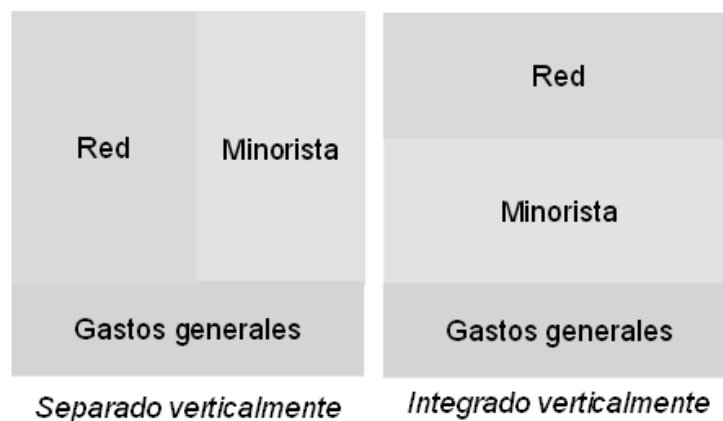 Red
Minorista
Gastos generales
Separado verticalmente
Red
Minorista
Gastos generales
Integrado verticalmente